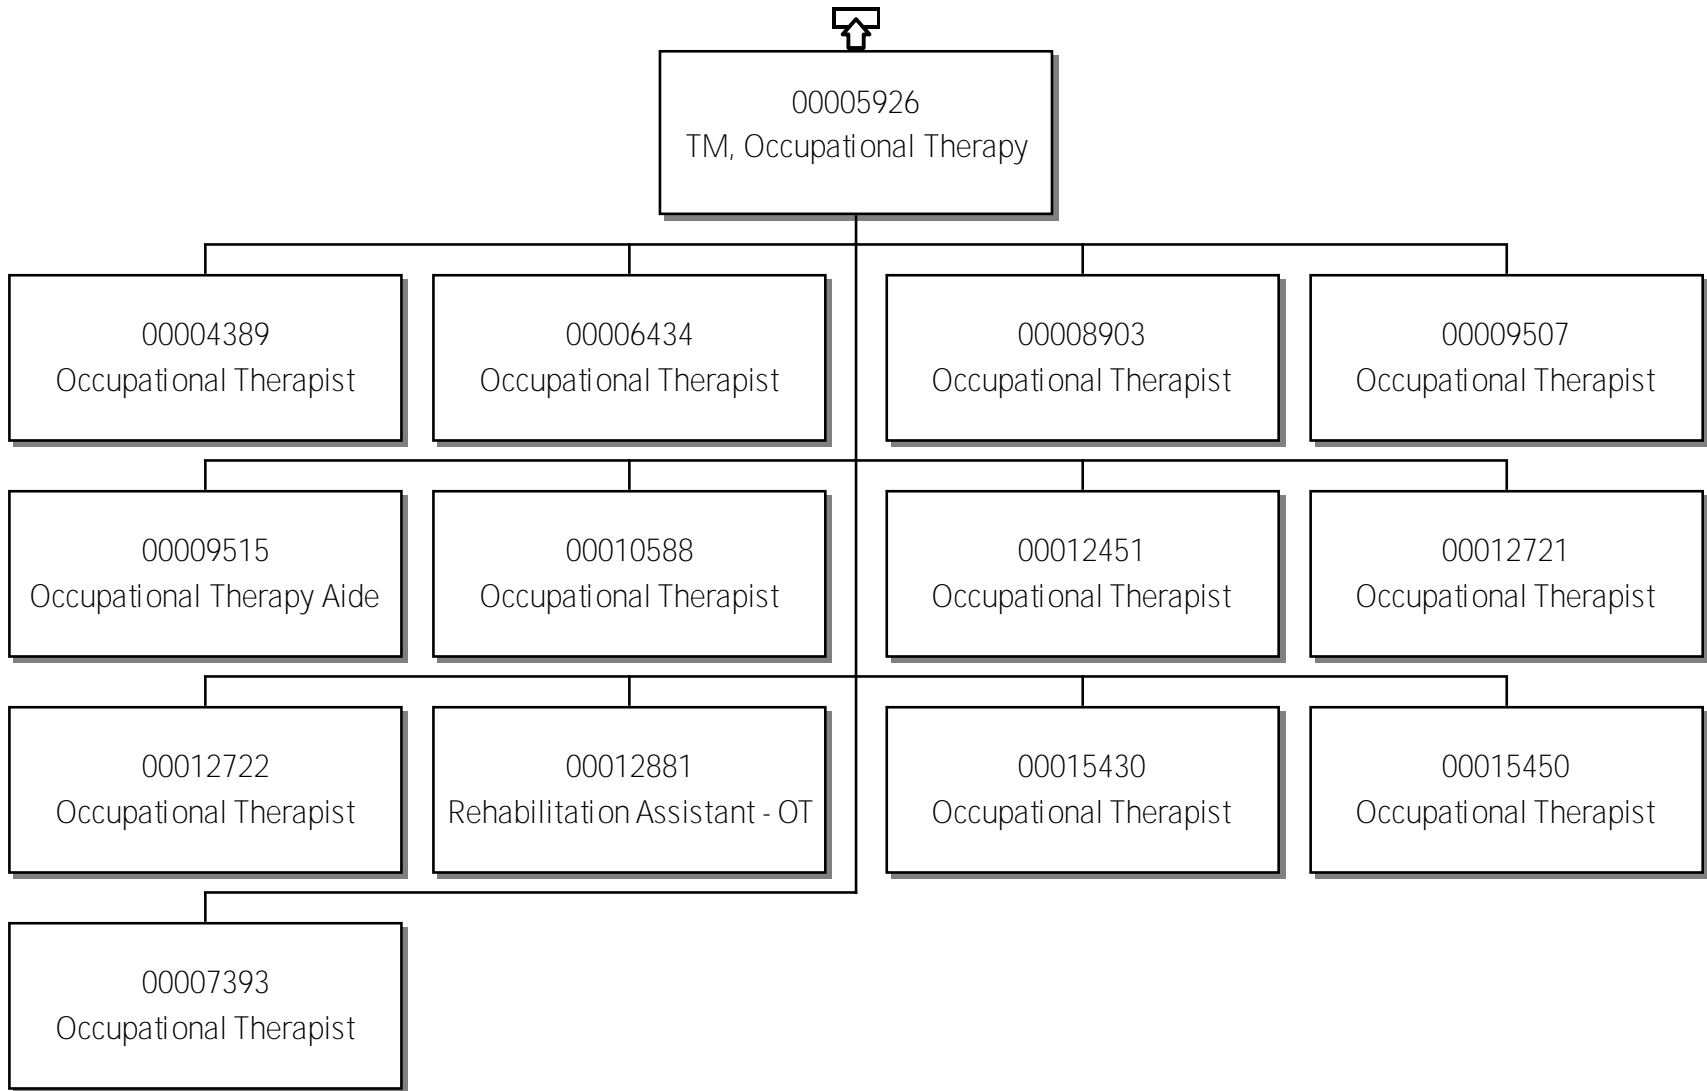 00005926
TM, Occupational Therapy
00004389
Occupational Therapist
00006434
Occupational Therapist
00008903
Occupational Therapist
00009507
Occupational Therapist
00009515
Occupational Therapy Aide
00010588
Occupational Therapist
00012451
Occupational Therapist
00012721
Occupational Therapist
00012722
Occupational Therapist
00012881
Rehabilitation Assistant - OT
00015430
Occupational Therapist
00015450
Occupational Therapist
00007393
Occupational Therapist